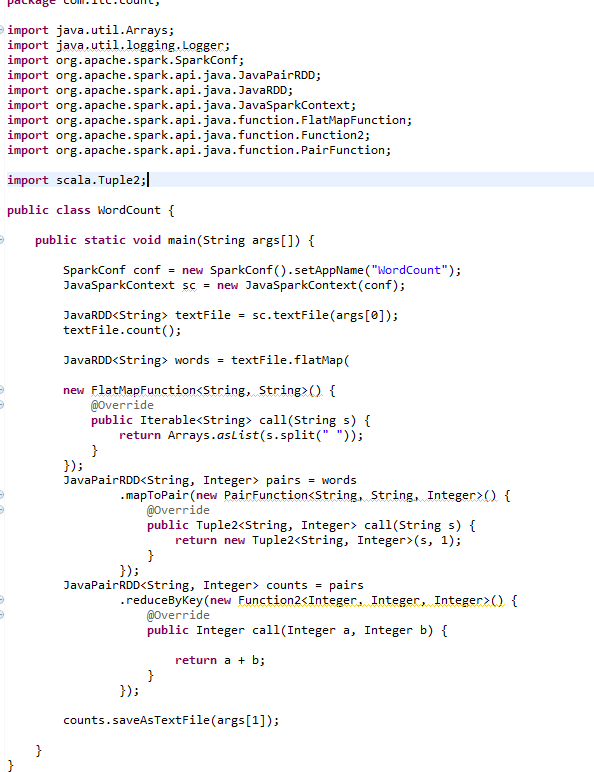 package com.itc.count;
import java.util.Arrays;
import java.util.logging.Logger;
import org.apache.spark.SparkConf;
import org.apache.spark.api.java.JavaPairRDD;
import org.apache.spark.api.java.JavaRDD;
import org.apache.spark.api.java.JavaSparkContext;
import org.apache.spark.api.java.function.FlatMapFunction;
import org.apache.spark.api.java.function.Function2;
import org.apache.spark.api.java.function.PairFunction;
import scala.Tuple2;
public class WordCount {
public static void main(String args[]) {
SparkConf conf = new SparkConf().setAppName("WordCount");
JavaSparkContext sc = new JavaSparkContext(conf);
JavaRDD<String> textFile = sc.textFile(args[0]);
textFile.count();
JavaRDD<String> words = textFile.flatMap(
new FlatMapFunction<String, String>() {
@Override
public Iterable<String> call(String s) {
return Arrays.asList(s.split(" "));
}
});
JavaPairRDD<String, Integer> pairs = words
.mapToPair(new PairFunction<String, String, Integer>() {
@Override
public Tuple2<String, Integer> call(String s) {
return new Tuple2<String, Integer>(s, 1);
}
});
JavaPairRDD<String, Integer> counts = pairs
.reduceByKey(new Function2<Integer, Integer, Integer>() {
@Override
public Integer call(Integer a, Integer b) {
return a + b;
}
});
counts.saveAsTextFile(args[1]);
}
}